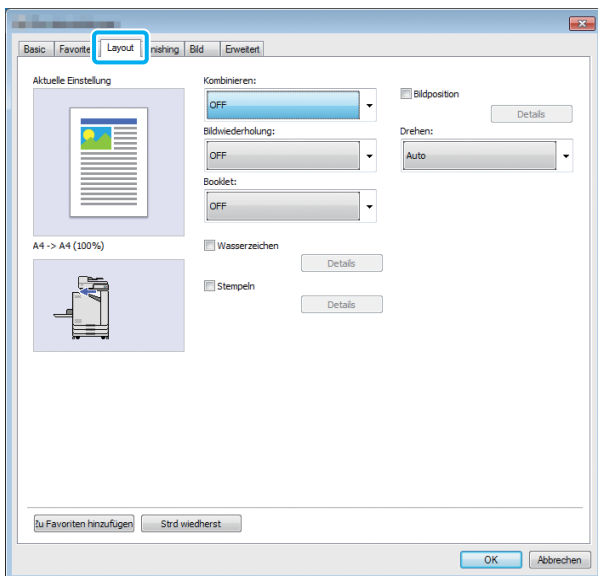 Basic Favorite Layout nishing Bild Erweitert
Aktuelle Einstellung
A4 -> A4 (100%)
Kombinieren:
OFF
Bildwiederholung:
OFF
Booklet:
OFF
Wasserzeichen
Details
Stempeln
Details
Bildposition
Details
Drehen:
Auto
Zu Favoriten hinzufügen Strd wiedherst
OK Abbrechen